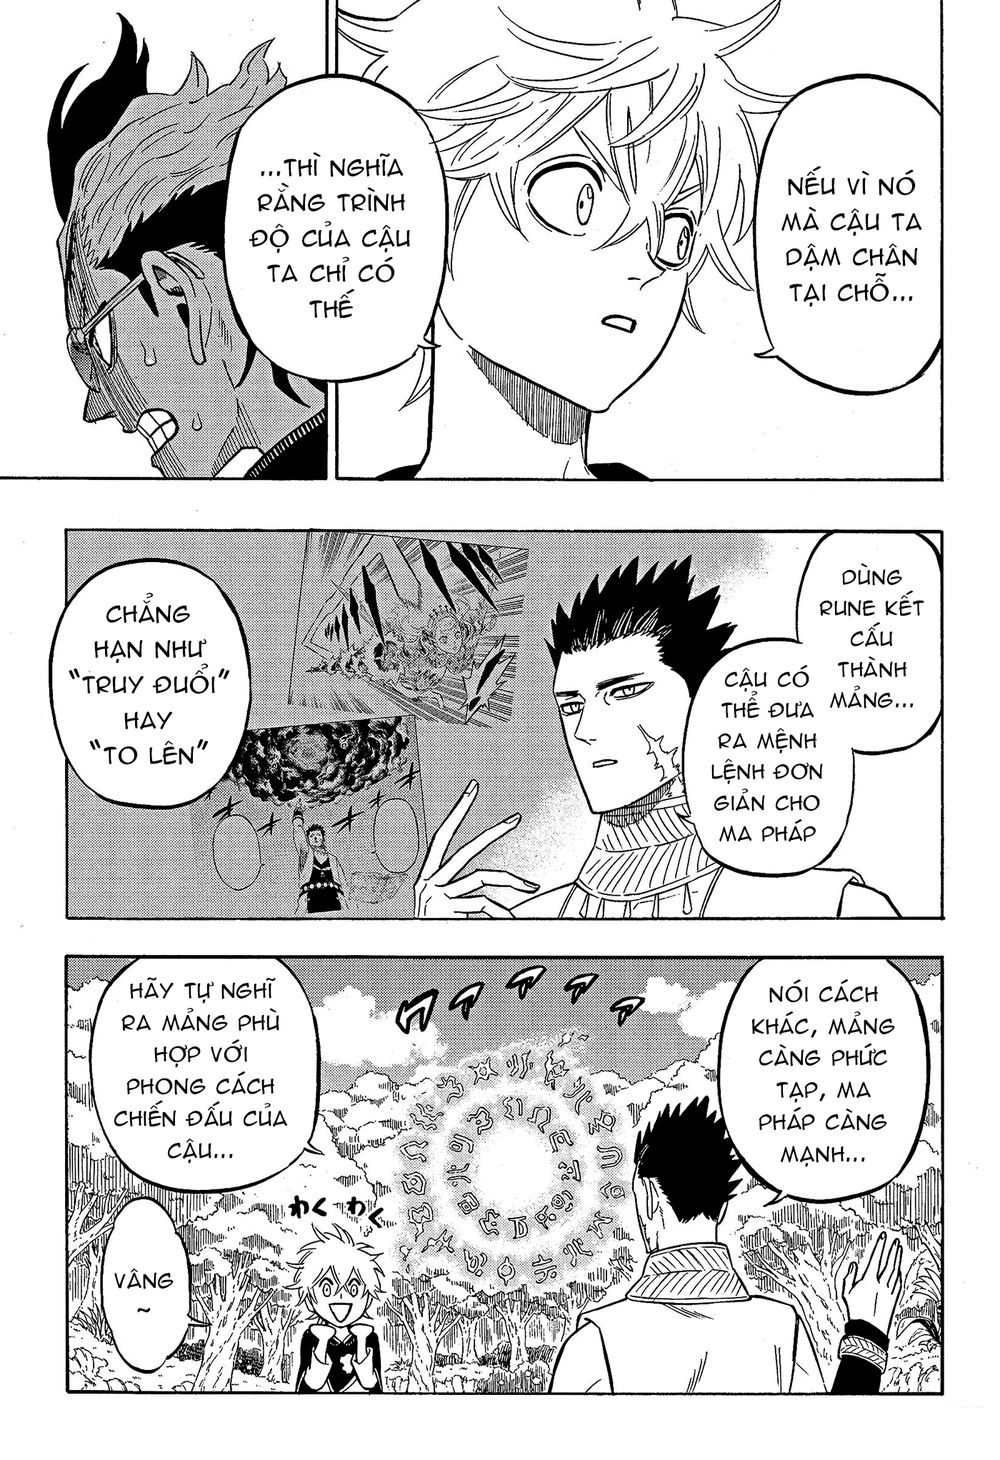 NẾU VÌ NÓ
MÀ CẬU TA
DẬM CHÂN
TẠI CHỖ...
...THÌ NGHĨA
RẰNG TRÌNH
ĐỘ CỦA CẬU
TA CHỈ CÓ
THẾ
DÙNG
RUNE KẾT
CẤU
THÀNH
MẢNG...
CẬU CÓ
THỂ ĐƯA
RA MỆNH
LỆNH ĐƠN
GIẢN CHO
MA PHÁP
CHẲNG
HẠN NHƯ
"TRUY ĐUỔI"
HAY
"TO LÊN"
NÓI CÁCH
KHÁC, MẢNG
CÀNG PHỨC
TẠP, MA
PHÁP CÀNG
MẠNH...
HÃY TỰ NGHĨ
RA MẢNG PHÙ
HỢP VỚI
PHONG CÁCH
CHIẾN ĐẤU CỦA
CẬU...
わくわく
VÂNG
~